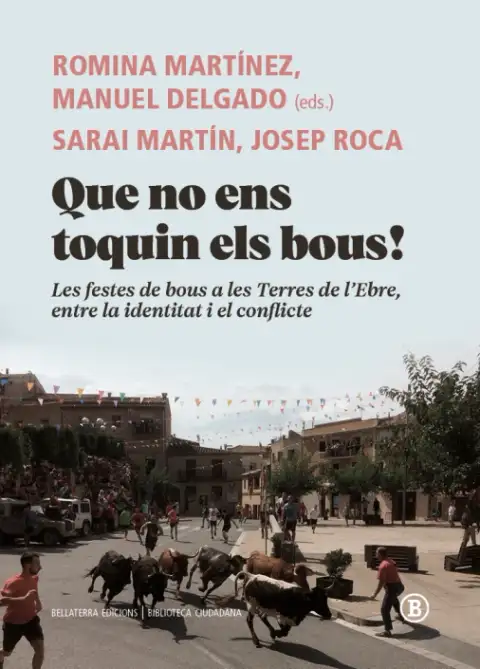 ROMINA MARTÍNEZ,
MANUEL DELGADO (eds.)
SARAI MARTÍN, JOSEP ROCA
Que no ens
toquin els bous!
Les festes de bous a les Terres de l'Ebre,
entre la identitat i el conflicte
BELLATERRA EDICIONS | BIBLIOTECA CIUDADANA
B